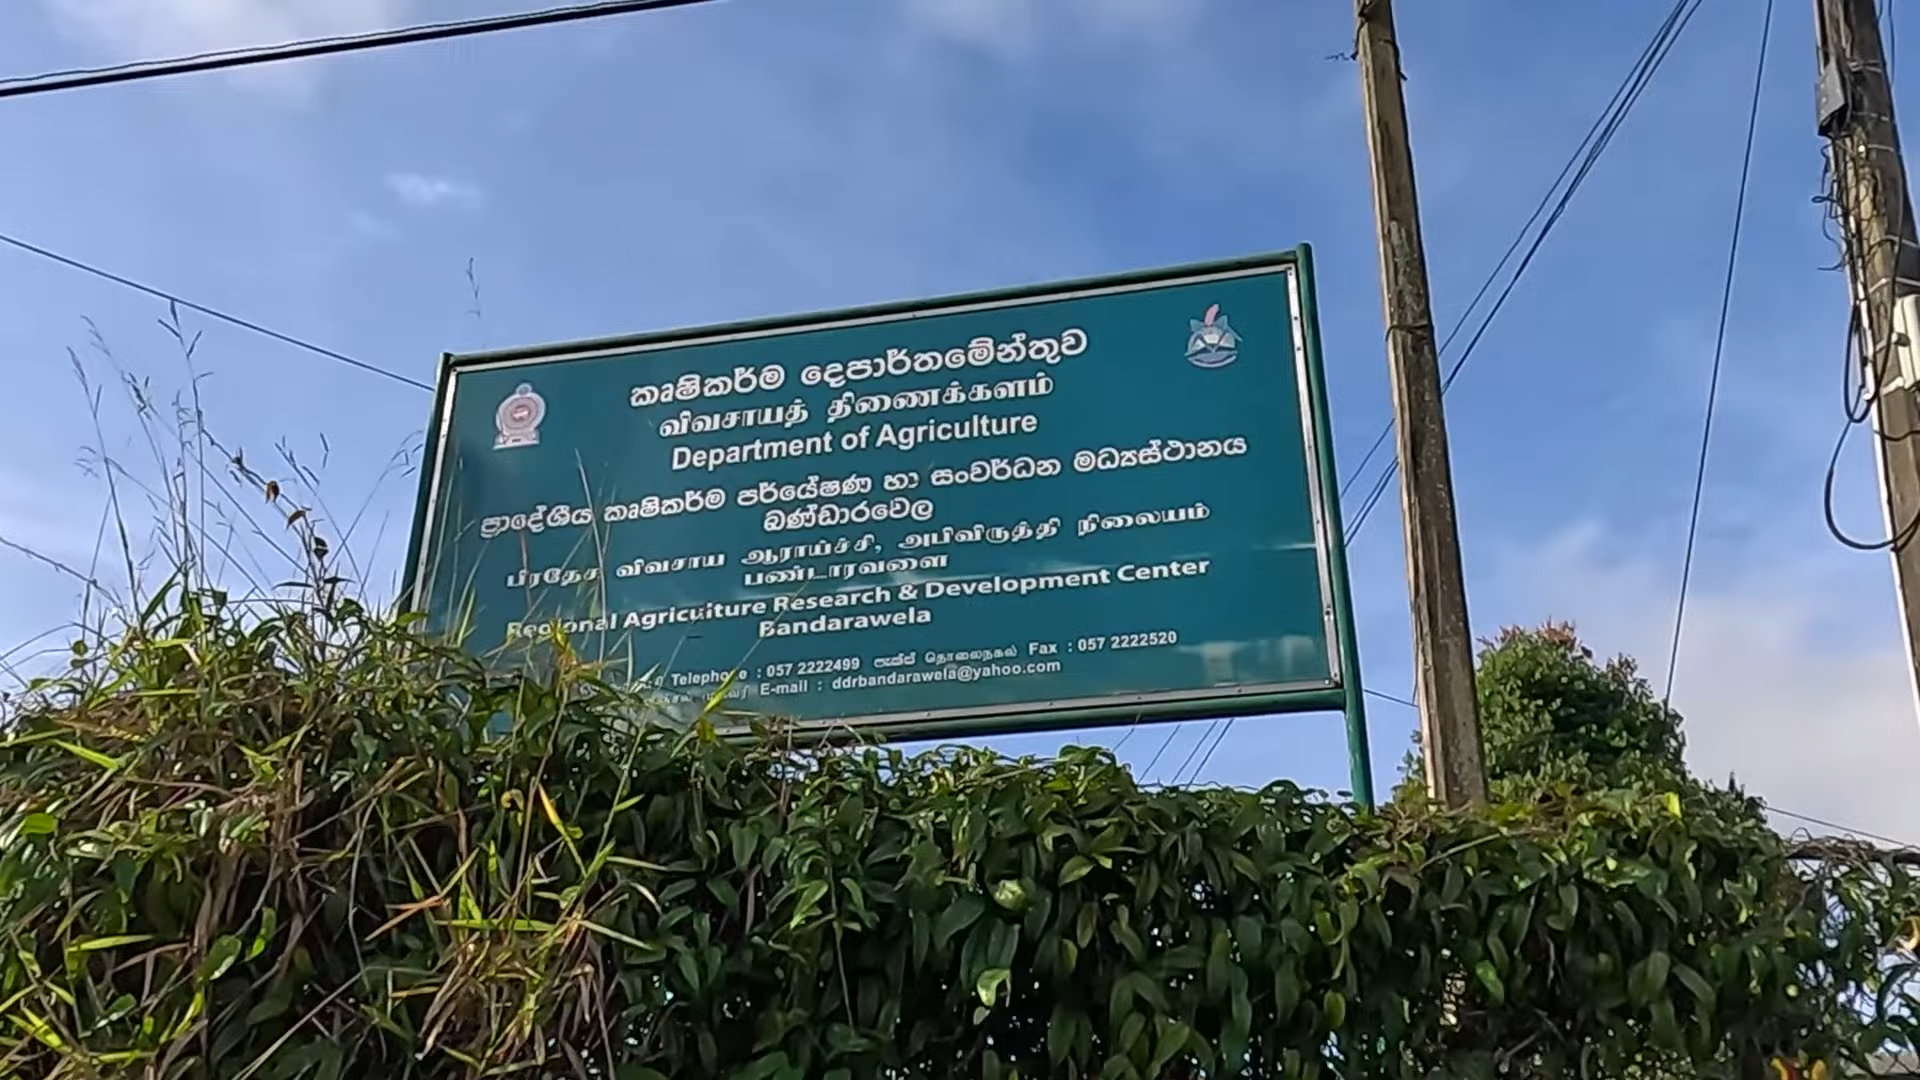 කෘෂිකර්ම දෙපාර්තමේන්තුව
விவசாயத் திணைக்களம்
Department of Agriculture
ප්‍රාදේශීය කෘෂිකර්ම පර්යේෂණ හා සංවර්ධන මධ්‍යස්ථානය
බණ්ඩාරවෙල
பிரதேச விவசாய ஆராய்ச்சி, அபிவிருத்தி நிலையம்
பண்டாரவளை
Regional Agriculture Research & Development Center
Bandarawela
Telephone : 057 2222499 පැක්ස් தொலைநகல் Fax : 057 2222520
E-mail : ddrbandarawela@yahoo.com